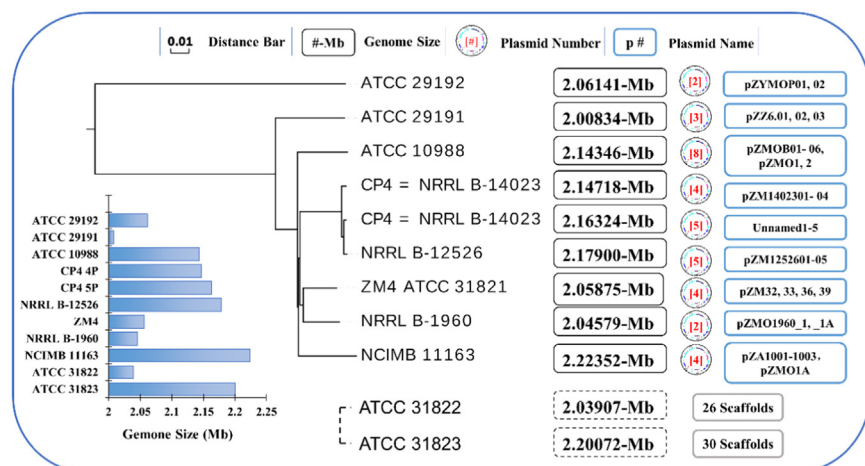 0.01 Distance Bar #-Mb Genome Size [#] Plasmid Number p # Plasmid Name
ATCC 29192 2.06141-Mb [2] pZYMOP01, 02
ATCC 29191 2.00834-Mb [3] pZZ6.01, 02, 03
ATCC 10988 2.14346-Mb [8] pZMOB01- 06,
pZMO1, 2
CP4 = NRRL B-14023 2.14718-Mb [4] pZM1402301- 04
CP4 = NRRL B-14023 2.16324-Mb [5] Unnamed1-5
NRRL B-12526 2.17900-Mb [5] pZM1252601-05
ZM4 ATCC 31821 2.05875-Mb [4] pZM32, 33, 36, 39
NRRL B-1960 2.04579-Mb [2] pZMO1960_1, _1A
NCIMB 11163 2.22352-Mb [4] pZA1001-1003,
pZMO1A
ATCC 31822 2.03907-Mb 26 Scaffolds
ATCC 31823 2.20072-Mb 30 Scaffolds
ATCC 29192
ATCC 29191
ATCC 10988
CP4 4P
CP4 5P
NRRL B-12526
ZM4
NRRL B-1960
NCIMB 11163
ATCC 31822
ATCC 31823
2 2.05 2.1 2.15 2.2 2.25
Gemone Size (Mb)